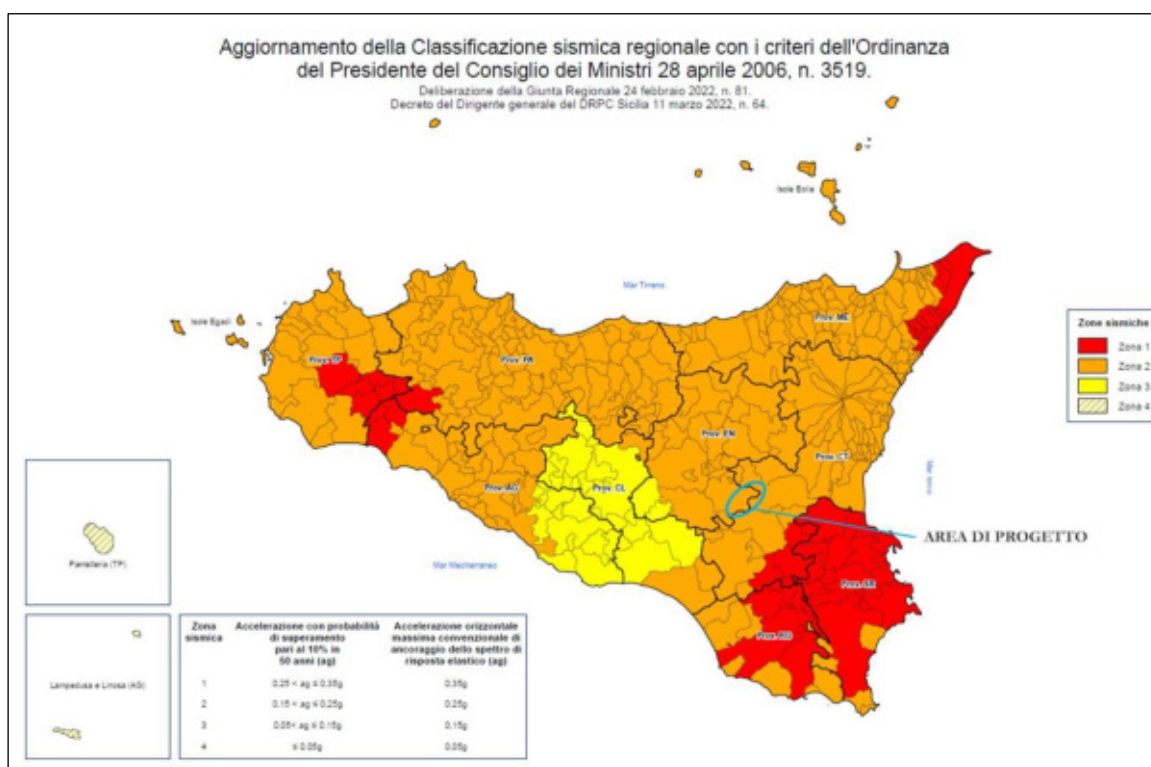 Aggiornamento della Classificazione sismica regionale con i criteri dell'Ordinanza
del Presidente del Consiglio dei Ministri 28 aprile 2006, n. 3519.
Deliberazione della Giunta Regionale 24 febbraio 2022, n. 81.
Decreto del Dirigente generale del DRPC Sicilia 11 marzo 2022, n. 64.
Isole Eolie
Mar Tirreno
Isole Egadi
Prov. ME
Prov. TP
Prov. PA
Zone sismiche
Zona 1
Zona 2
Zona 3
Zona 4
Prov. EN
Prov. CT
Prov. AG
Prov. CL
Mar Ionio
AREA DI PROGETTO
Pantelleria (TP)
Mar Mediterraneo
Prov. SR
Prov. RG
Lampedusa e Linosa (AG)
Zona sismica
Accelerazione con probabilità di superamento pari al 10% in 50 anni (ag)
Accelerazione orizzontale massima convenzionale di ancoraggio dello spettro di risposta elastico (ag)
1 0,25 < ag ≤ 0,35g 0,35g
2 0,15 < ag ≤ 0,25g 0,25g
3 0,05< ag ≤ 0,15g 0,15g
4 ≤ 0,05g 0,05g